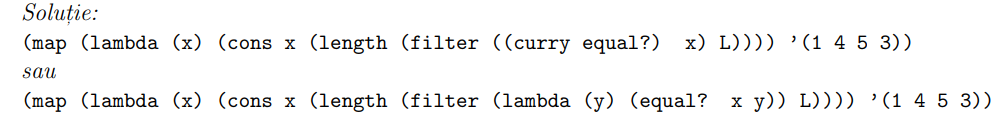 Soluție:
(map (lambda (x) (cons x (length (filter ((curry equal?) x) L)))) ’(1 4 5 3))
sau
(map (lambda (x) (cons x (length (filter (lambda (y) (equal? x y)) L)))) ’(1 4 5 3))